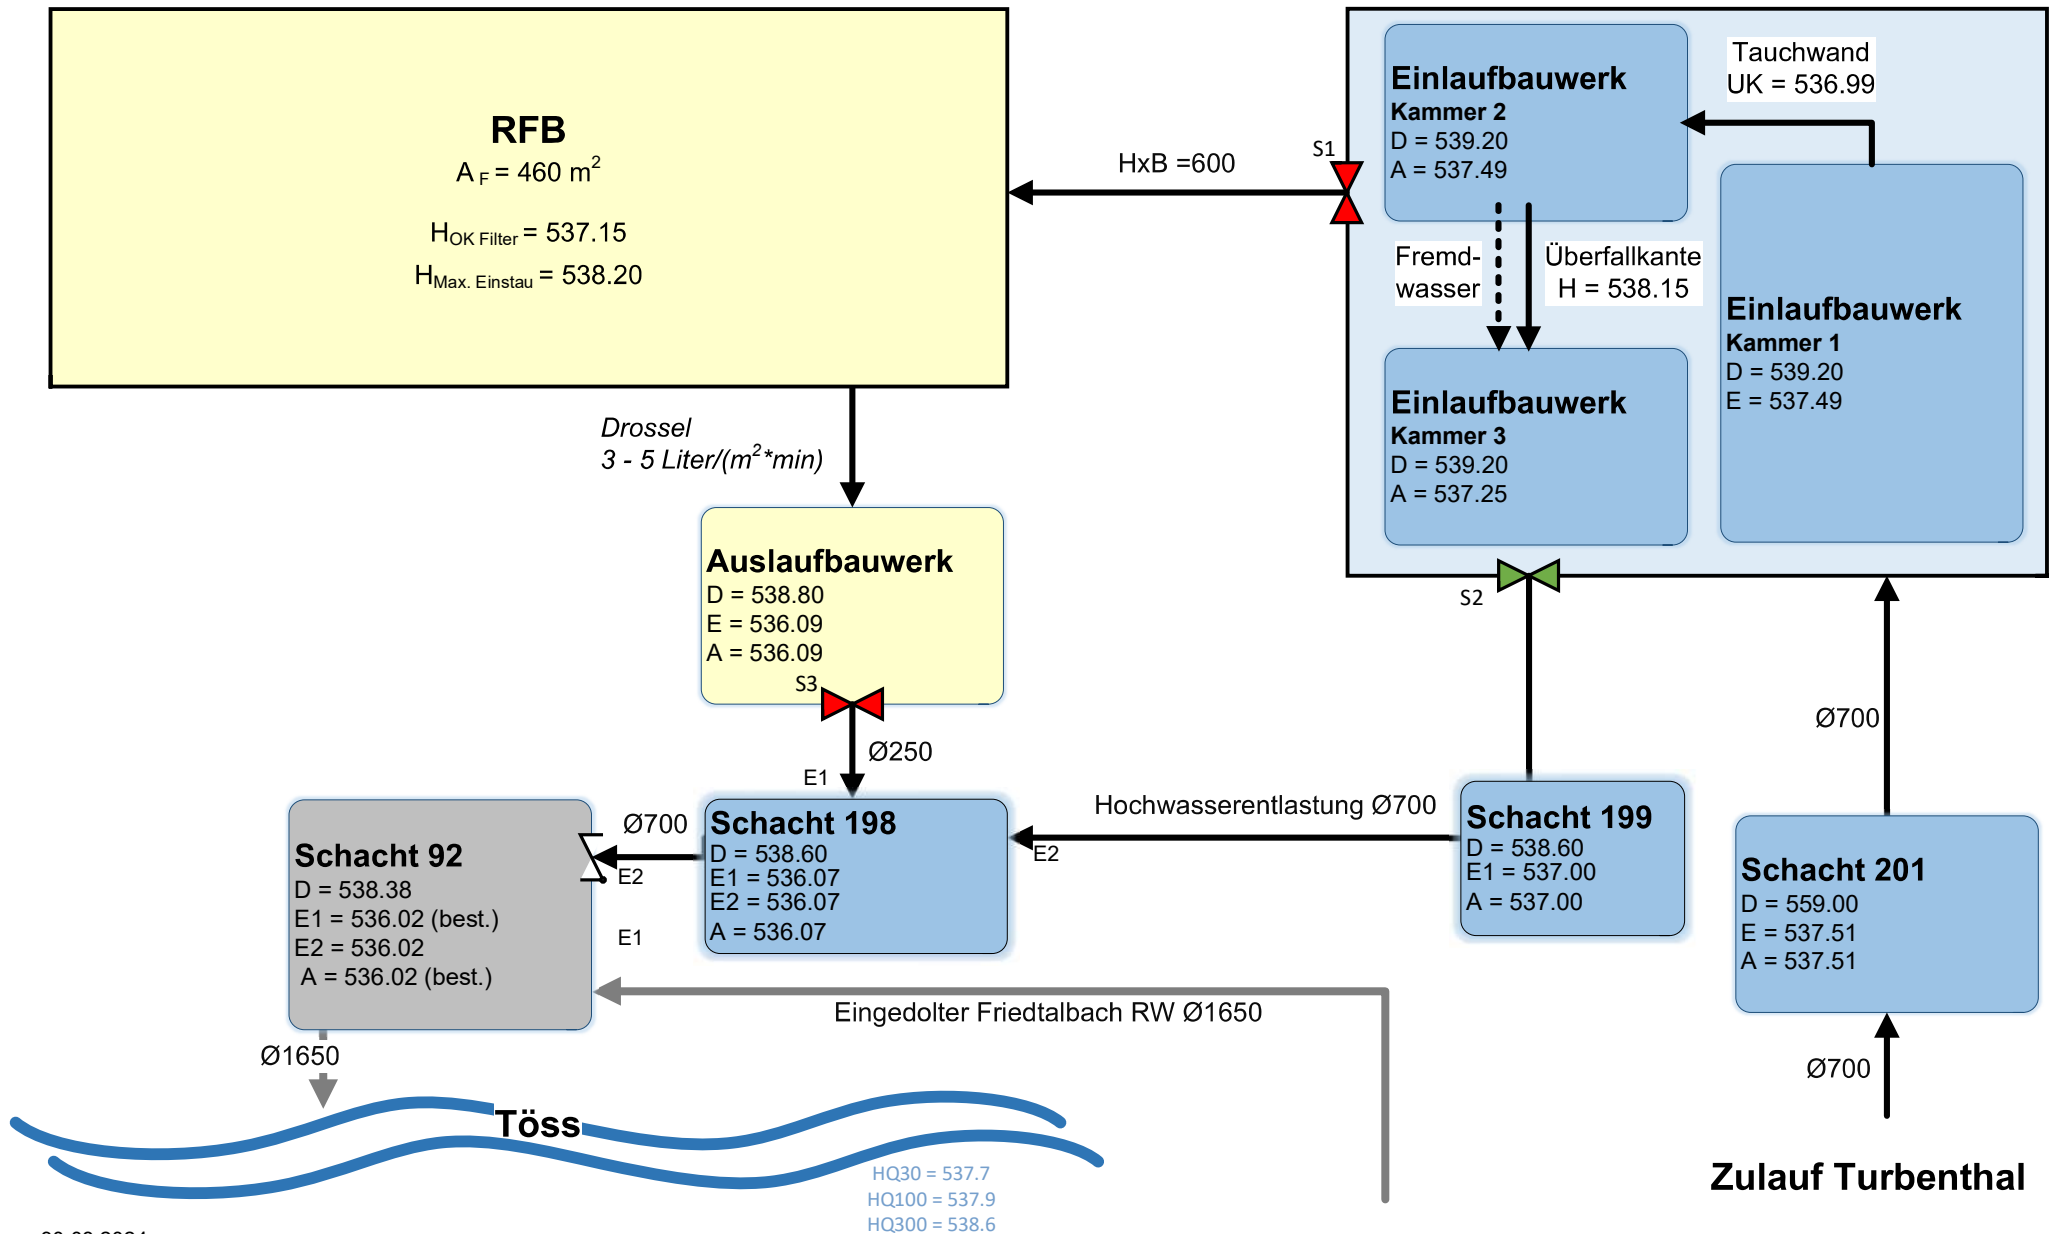 RFB
A F = 460 m²
H OK Filter = 537.15
H Max. Einstau = 538.20
HxB =600
S1
Einlaufbauwerk
Kammer 2
D = 539.20
A = 537.49
Tauchwand
UK = 536.99
Fremd-
wasser
Überfallkante
H = 538.15
Einlaufbauwerk
Kammer 1
D = 539.20
E = 537.49
Einlaufbauwerk
Kammer 3
D = 539.20
A = 537.25
S2
Drossel
3 - 5 Liter/(m²*min)
Auslaufbauwerk
D = 538.80
E = 536.09
A = 536.09
S3
Ø250
E1
Ø700
Schacht 92
D = 538.38
E1 = 536.02 (best.)
E2 = 536.02
A = 536.02 (best.)
Ø700
E2
E1
Schacht 198
D = 538.60
E1 = 536.07
E2 = 536.07
A = 536.07
Hochwasserentlastung Ø700
E2
Schacht 199
D = 538.60
E1 = 537.00
A = 537.00
Schacht 201
D = 559.00
E = 537.51
A = 537.51
Eingedolter Friedtalbach RW Ø1650
Ø1650
Ø700
Töss
HQ30 = 537.7
HQ100 = 537.9
HQ300 = 538.6
Zulauf Turbenthal